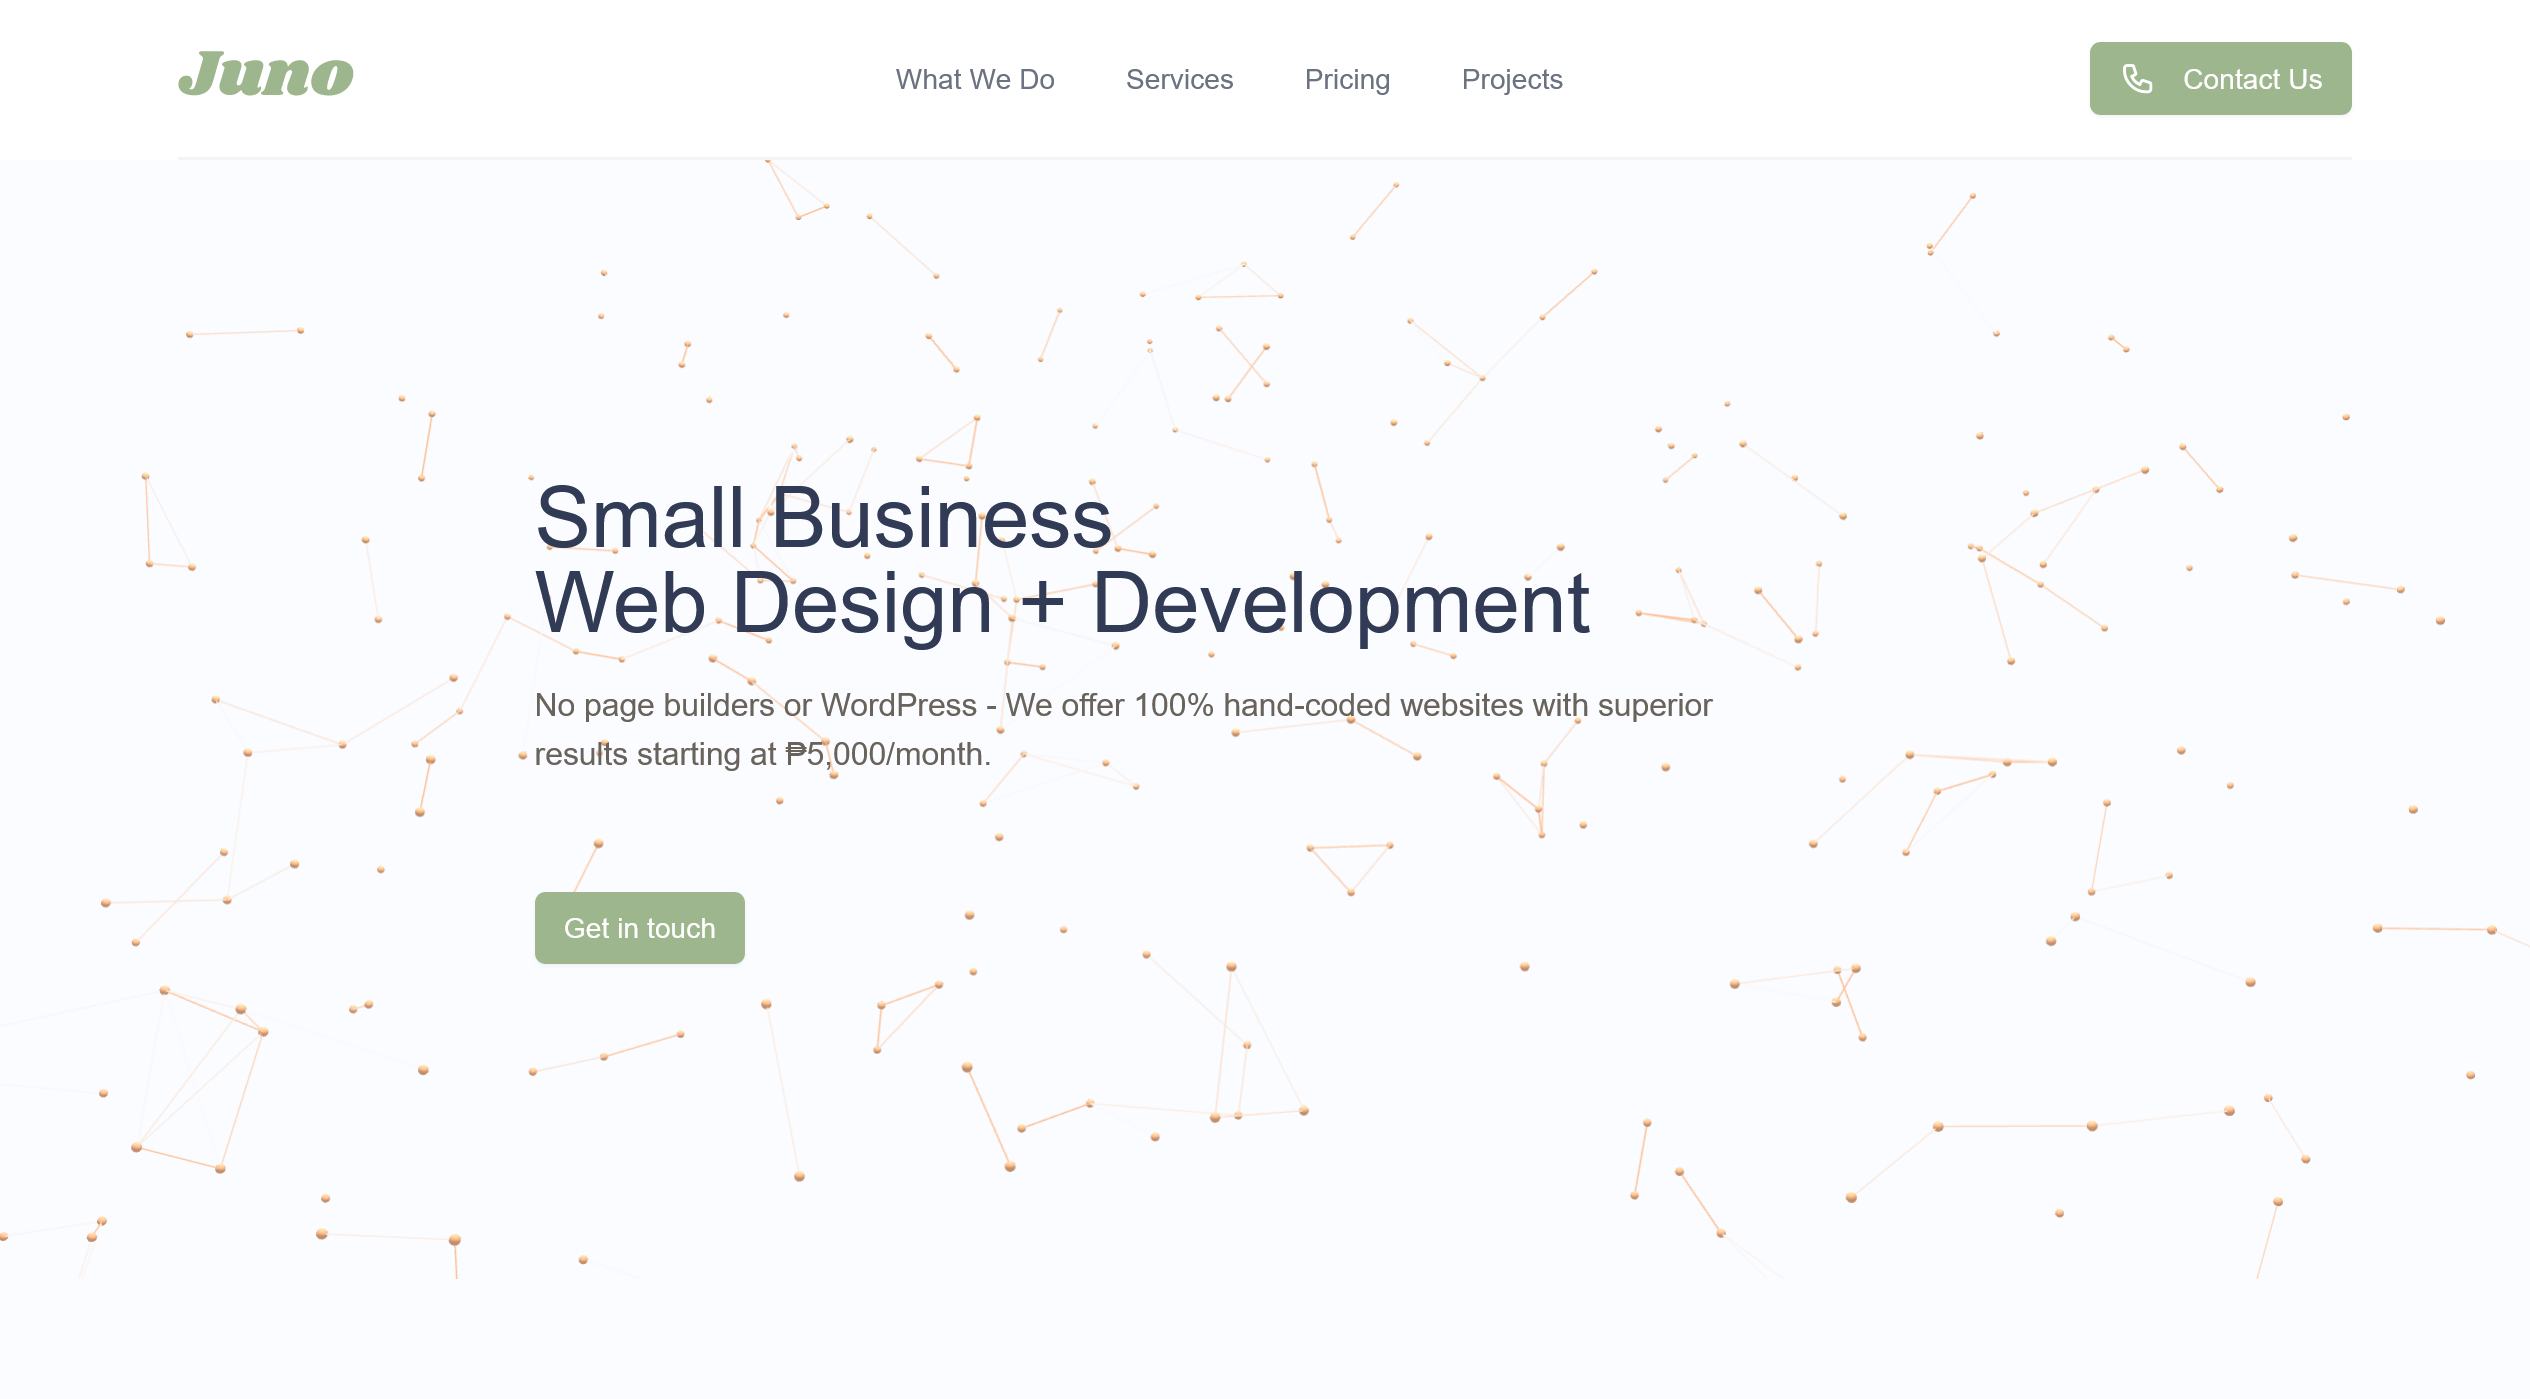 Juno
What We Do
Services
Pricing
Projects
Contact Us
Small Business
Web Design + Development
No page builders or WordPress - We offer 100% hand-coded websites with superior
results starting at ₱5,000/month.
Get in touch